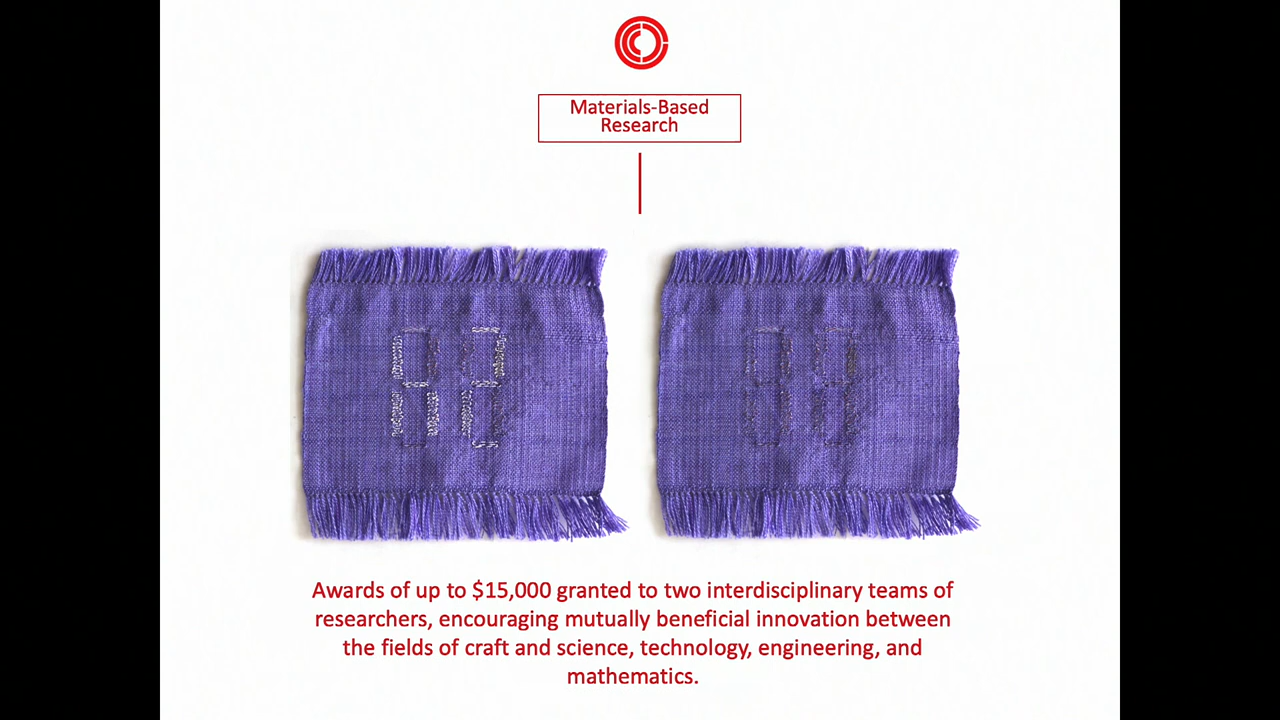 Materials-Based
Research
Awards of up to $15,000 granted to two interdisciplinary teams of
researchers, encouraging mutually beneficial innovation between
the fields of craft and science, technology, engineering, and
mathematics.